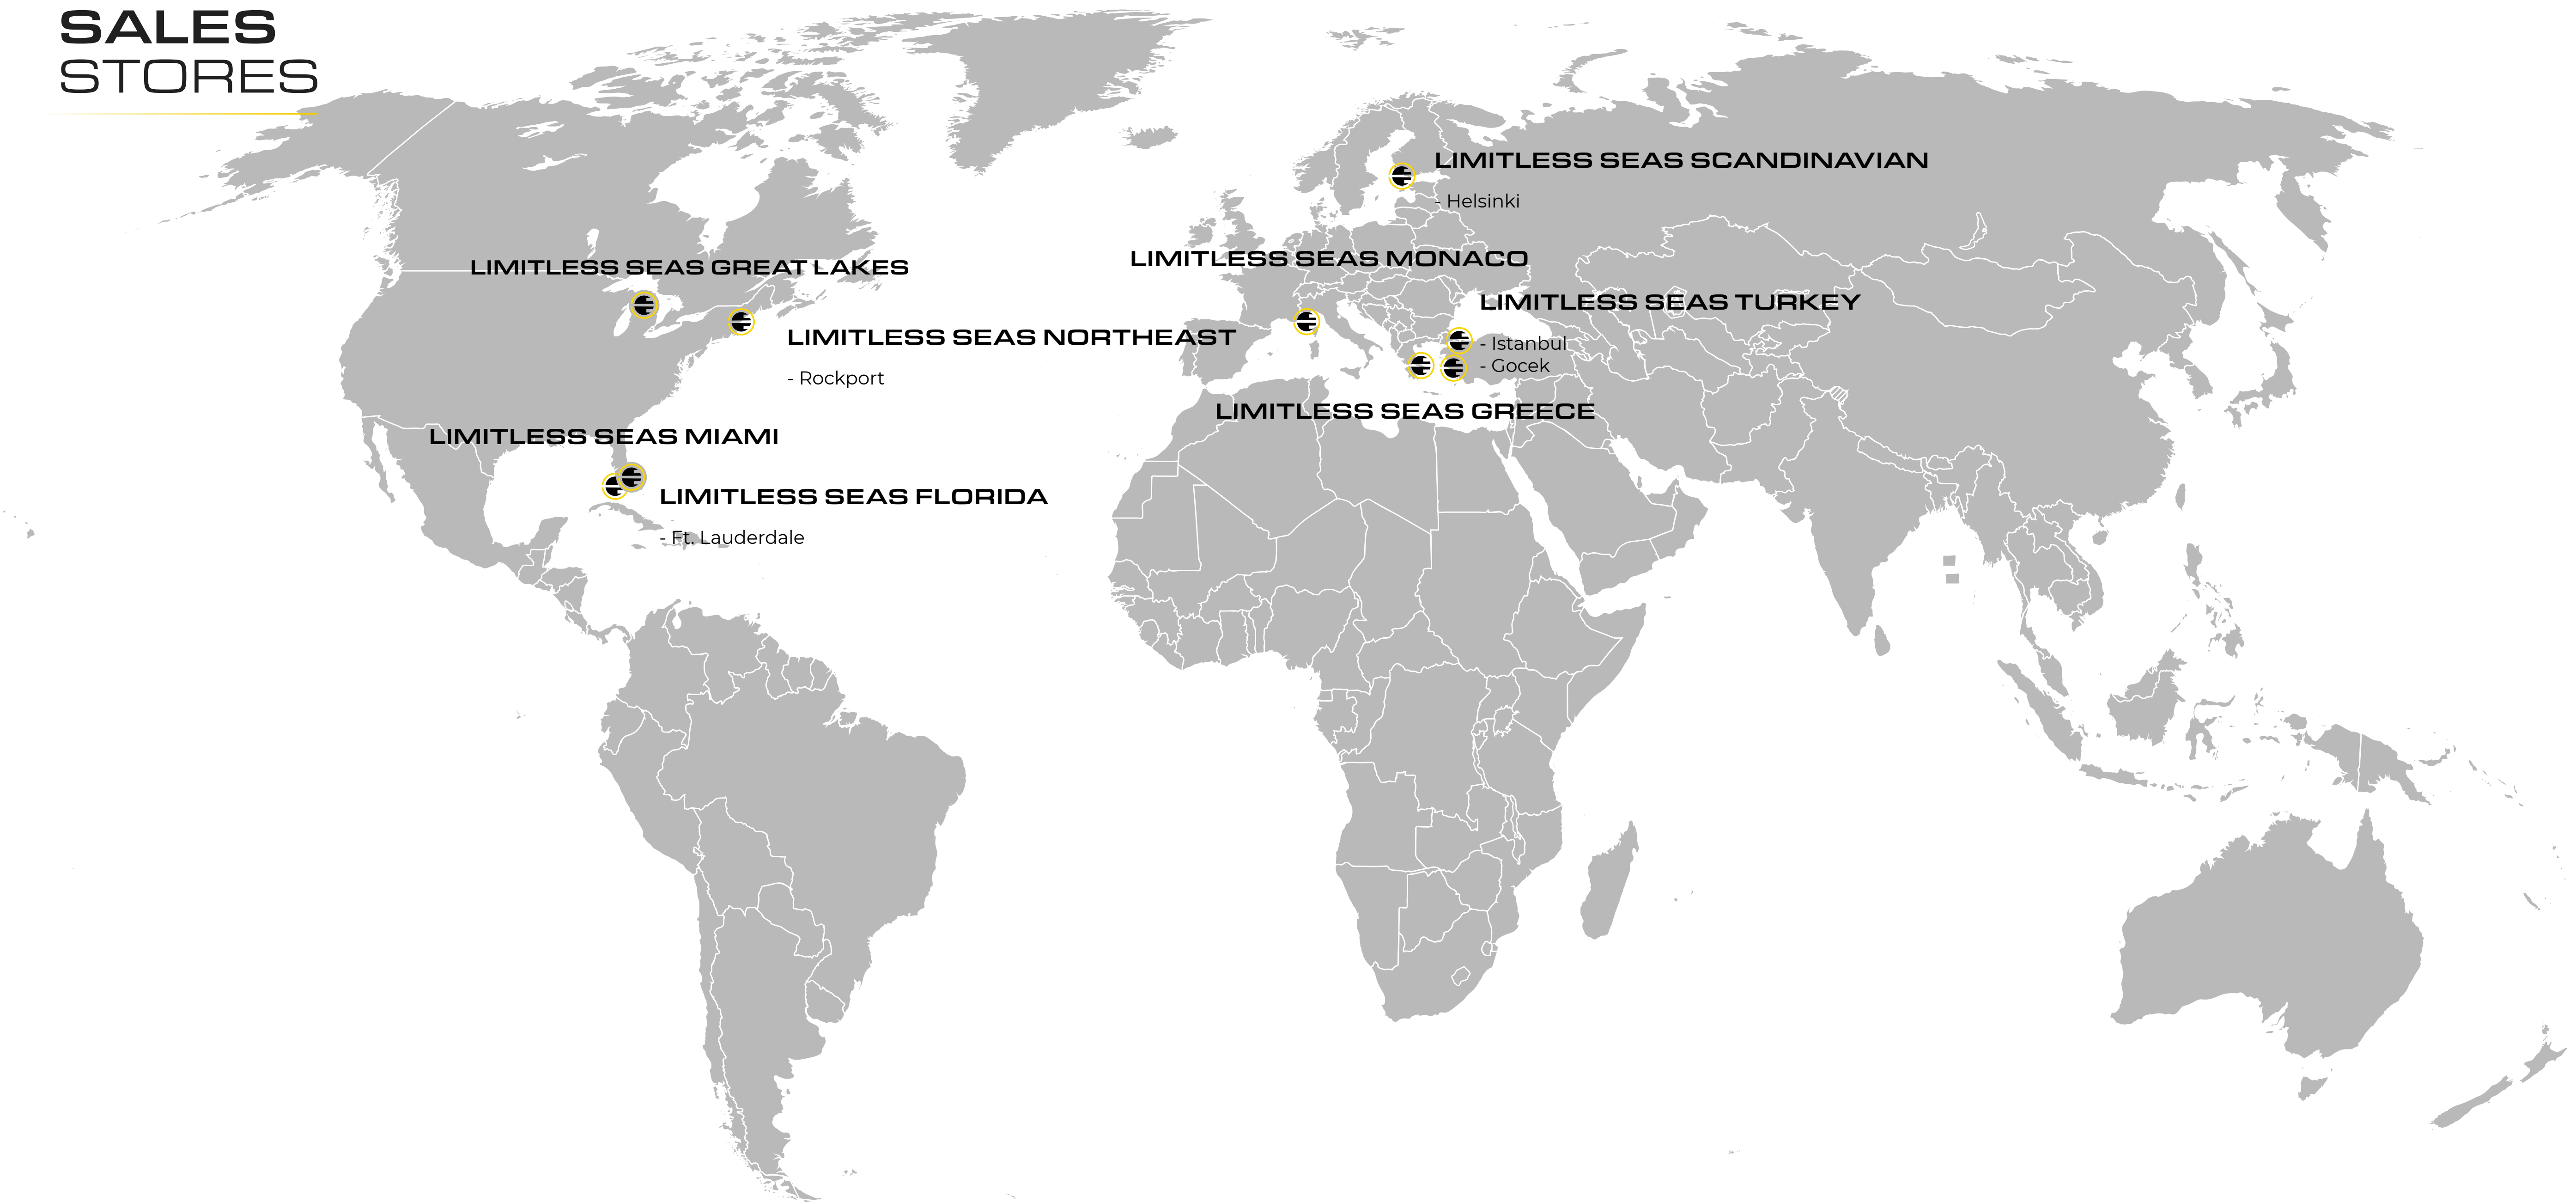 SALES
STORES
LIMITLESS SEAS SCANDINAVIAN
- Helsinki
LIMITLESS SEAS MONACO
LIMITLESS SEAS GREAT LAKES
LIMITLESS SEAS TURKEY
- Istanbul
- Gocek
LIMITLESS SEAS NORTHEAST
- Rockport
LIMITLESS SEAS GREECE
LIMITLESS SEAS MIAMI
LIMITLESS SEAS FLORIDA
- Ft. Lauderdale